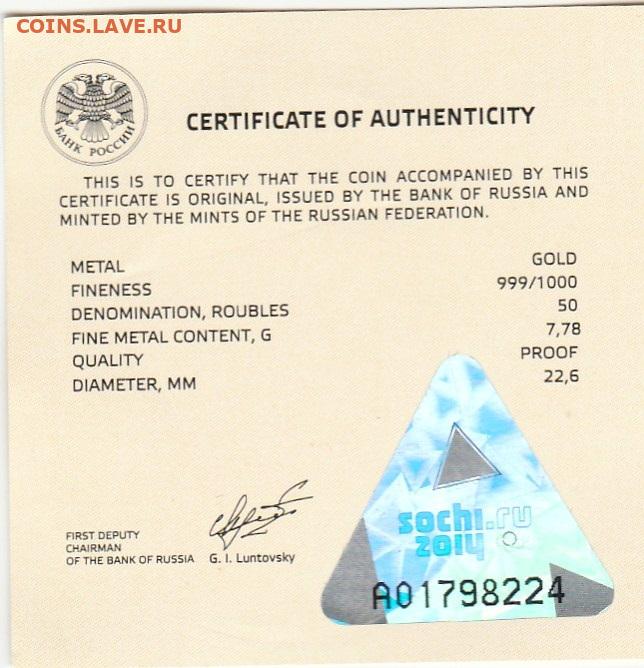 COINS.LAVE.RU
БАНК РОССИИ
CERTIFICATE OF AUTHENTICITY
THIS IS TO CERTIFY THAT THE COIN ACCOMPANIED BY THIS
CERTIFICATE IS ORIGINAL, ISSUED BY THE BANK OF RUSSIA AND
MINTED BY THE MINTS OF THE RUSSIAN FEDERATION.
METAL GOLD
FINENESS 999/1000
DENOMINATION, ROUBLES 50
FINE METAL CONTENT, G 7,78
QUALITY PROOF
DIAMETER, MM 22,6
sochi.ru
2014
A01798224
FIRST DEPUTY
CHAIRMAN
OF THE BANK OF RUSSIA G. I. Luntovsky